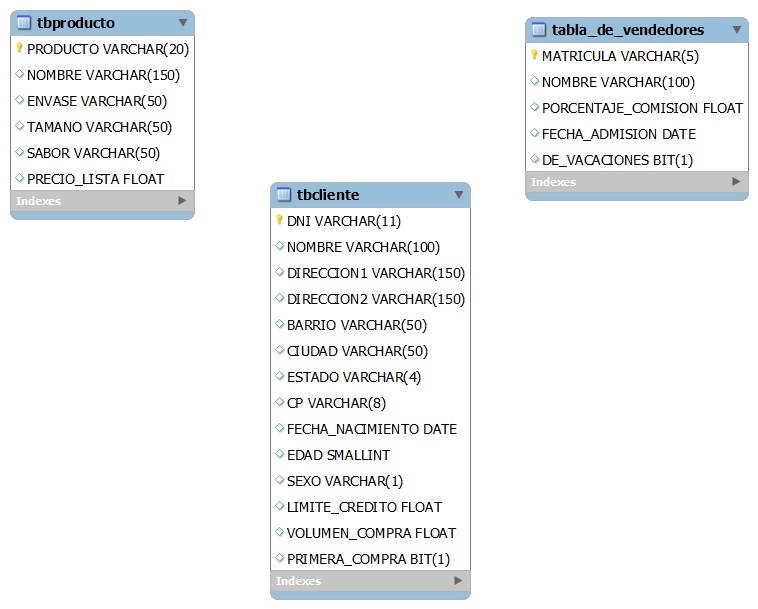 tbproducto
PRODUCTO VARCHAR(20)
NOMBRE VARCHAR(150)
ENVASE VARCHAR(50)
TAMANO VARCHAR(50)
SABOR VARCHAR(50)
PRECIO_LISTA FLOAT
Indexes
tabla_de_vendedores
MATRICULA VARCHAR(5)
NOMBRE VARCHAR(100)
PORCENTAJE_COMISION FLOAT
FECHA_ADMISION DATE
DE_VACACIONES BIT(1)
Indexes
tbcliente
DNI VARCHAR(11)
NOMBRE VARCHAR(100)
DIRECCION1 VARCHAR(150)
DIRECCION2 VARCHAR(150)
BARRIO VARCHAR(50)
CIUDAD VARCHAR(50)
ESTADO VARCHAR(4)
CP VARCHAR(8)
FECHA_NACIMIENTO DATE
EDAD SMALLINT
SEXO VARCHAR(1)
LIMITE_CREDITO FLOAT
VOLUMEN_COMPRA FLOAT
PRIMERA_COMPRA BIT(1)
Indexes